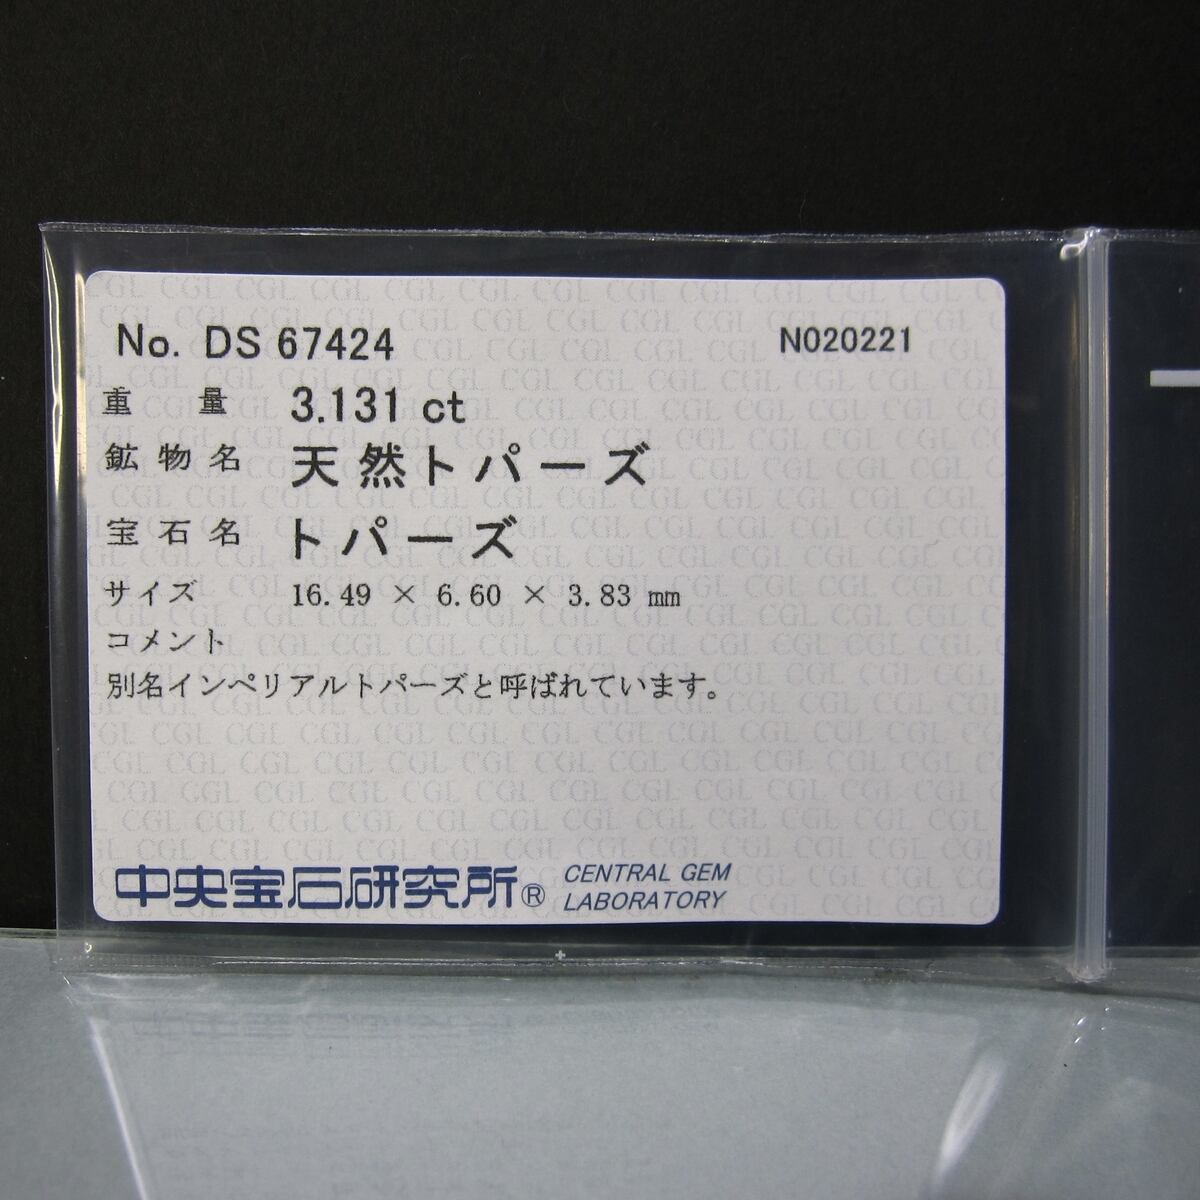 No. DS 67424 N020221
重量 3.131 ct
鉱物名 天然トパーズ
宝石名 トパーズ
サイズ 16.49 × 6.60 × 3.83 mm
コメント
別名インペリアルトパーズと呼ばれています。
中央宝石研究所® CENTRAL GEM
LABORATORY